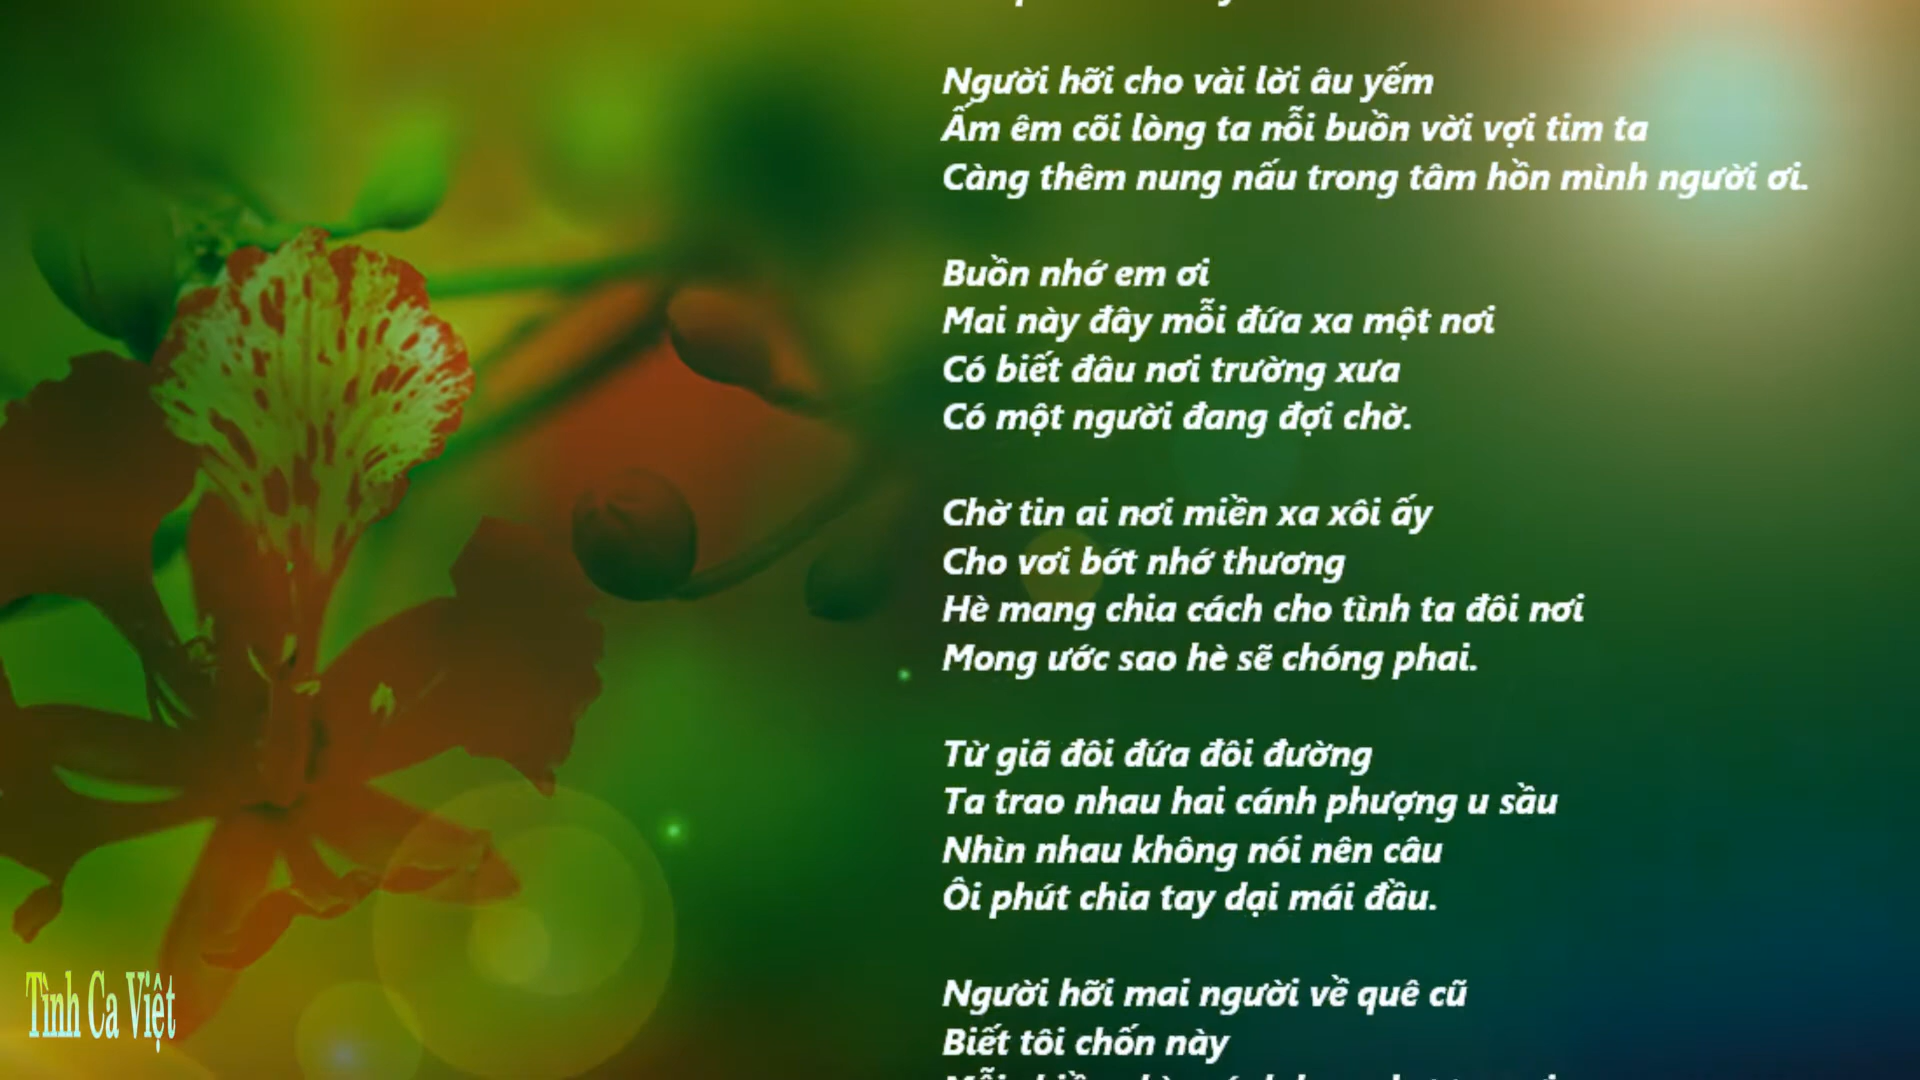 Người hỡi cho vài lời âu yếm
Ấm êm cõi lòng ta nỗi buồn vời vợi tim ta
Càng thêm nung nấu trong tâm hồn mình người ơi.
Buồn nhớ em ơi
Mai này đây mỗi đứa xa một nơi
Có biết đâu nơi trường xưa
Có một người đang đợi chờ.
Chờ tin ai nơi miền xa xôi ấy
Cho vơi bớt nhớ thương
Hè mang chia cách cho tình ta đôi nơi
Mong ước sao hè sẽ chóng phai.
Từ giã đôi đứa đôi đường
Ta trao nhau hai cánh phượng u sầu
Nhìn nhau không nói nên câu
Ôi phút chia tay dại mái đầu.
Người hỡi mai người về quê cũ
Biết tôi chốn này
Tình Ca Việt